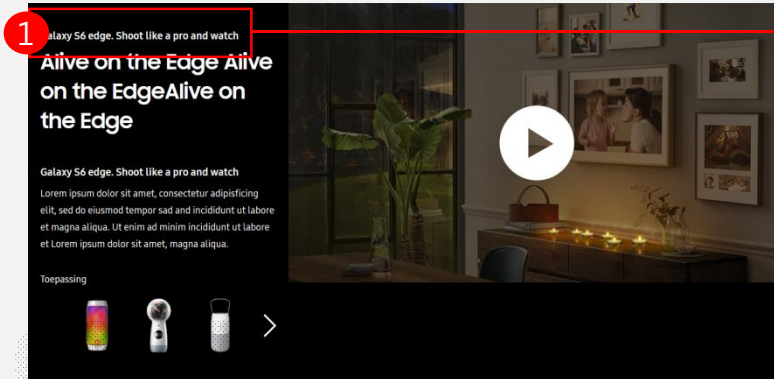 1
Galaxy S6 edge. Shoot like a pro and watch
Alive on the Edge Alive
on the EdgeAlive on
the Edge
Galaxy S6 edge. Shoot like a pro and watch
Lorem ipsum dolor sit amet, consectetur adipisficing
elit, sed do eiusmod tempor sad and incididunt ut labore
et magna aliqua. Ut enim ad minim incididunt ut labore
et Lorem ipsum dolor sit amet, magna aliqua.
Toepassing